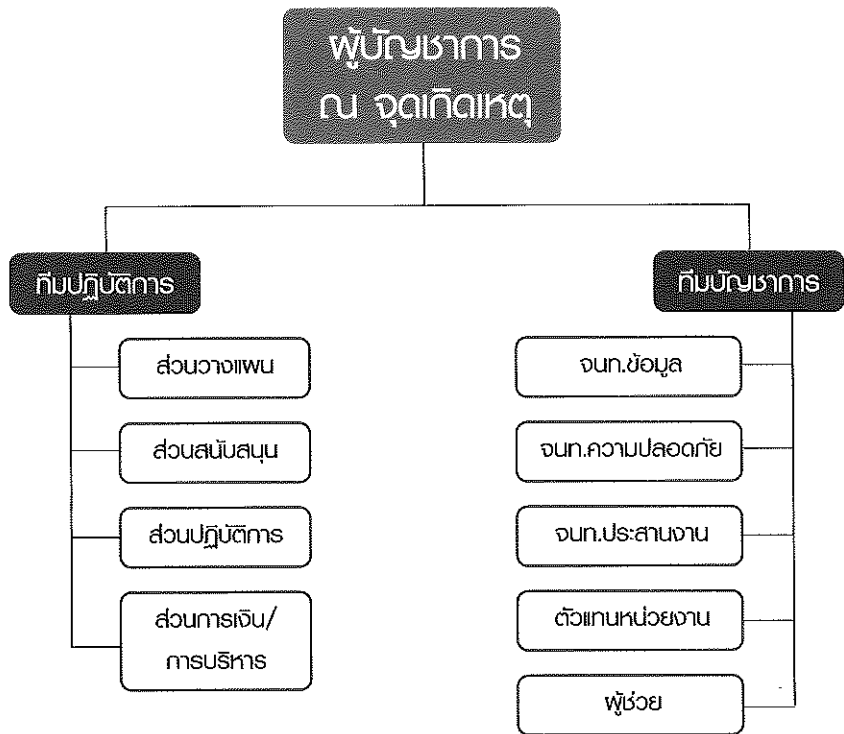 ผู้บัญชาการ
ณ จุดเกิดเหตุ
ทีมปฏิบัติการ
ส่วนวางแผน
ส่วนสนับสนุน
ส่วนปฏิบัติการ
ส่วนการเงิน/
การบริหาร
ทีมบัญชาการ
จนท.ข้อมูล
จนท.ความปลอดภัย
จนท.ประสานงาน
ตัวแทนหน่วยงาน
ผู้ช่วย